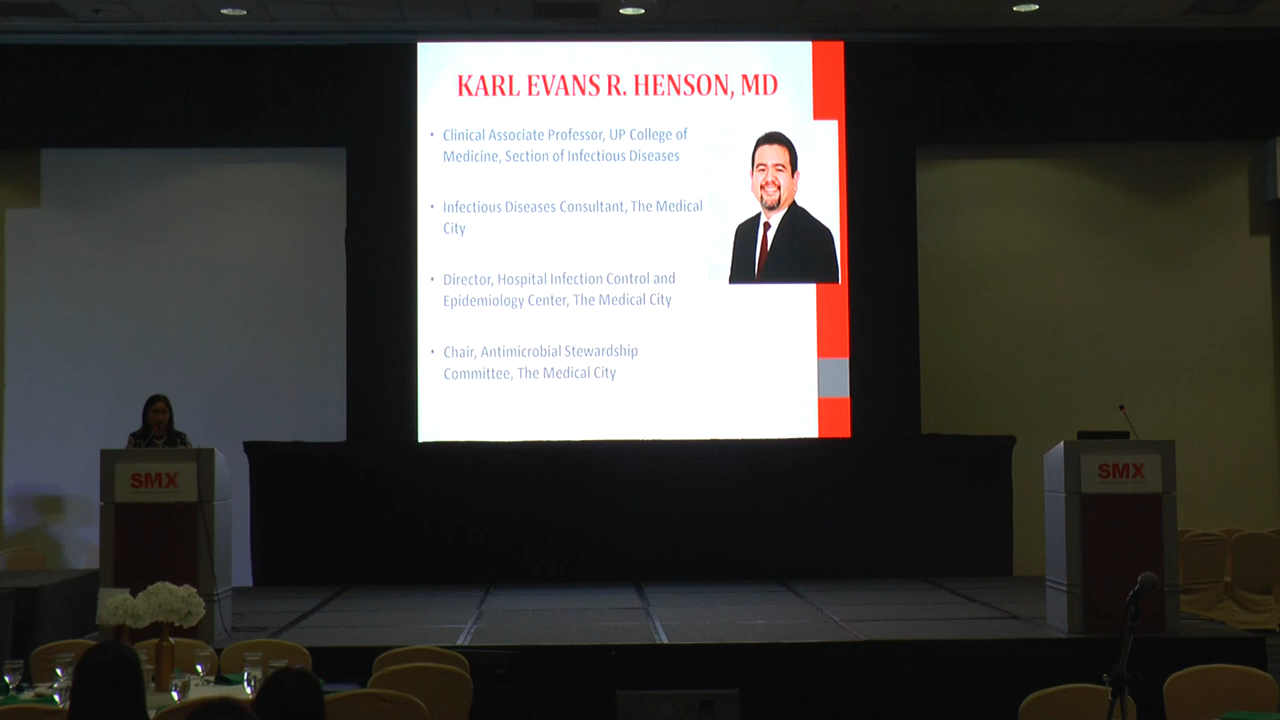 KARL EVANS R. HENSON, MD
• Clinical Associate Professor, UP College of
Medicine, Section of Infectious Diseases
• Infectious Diseases Consultant, The Medical
City
• Director, Hospital Infection Control and
Epidemiology Center, The Medical City
• Chair, Antimicrobial Stewardship
Committee, The Medical City
SMX
SMX